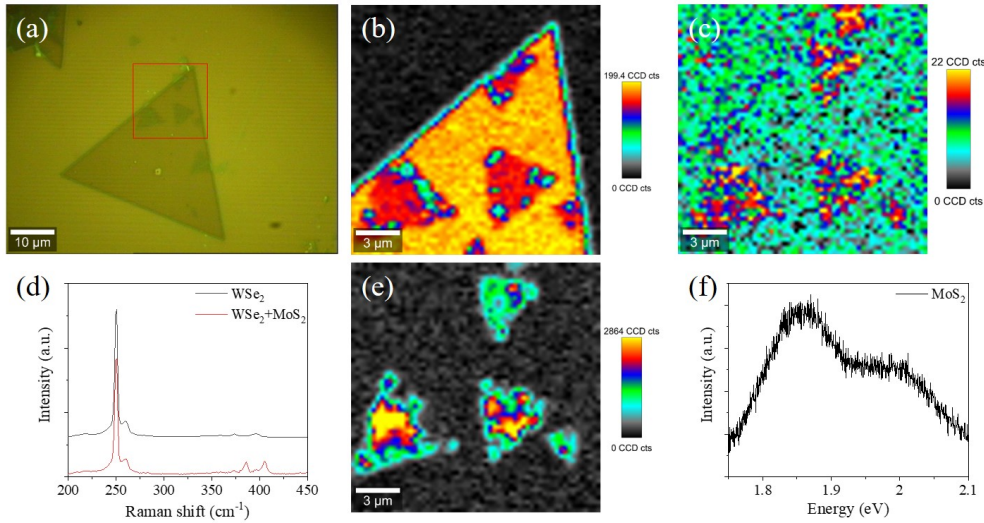 (a)
10 μm
(b)
3 μm
199.4 CCD cts
0 CCD cts
(c)
3 μm
22 CCD cts
0 CCD cts
(d)
WSe₂
WSe₂+MoS₂
Intensity (a.u.)
200 250 300 350 400 450
Raman shift (cm⁻¹)
(e)
3 μm
2864 CCD cts
0 CCD cts
(f)
MoS₂
Intensity (a.u.)
1.8 1.9 2 2.1
Energy (eV)